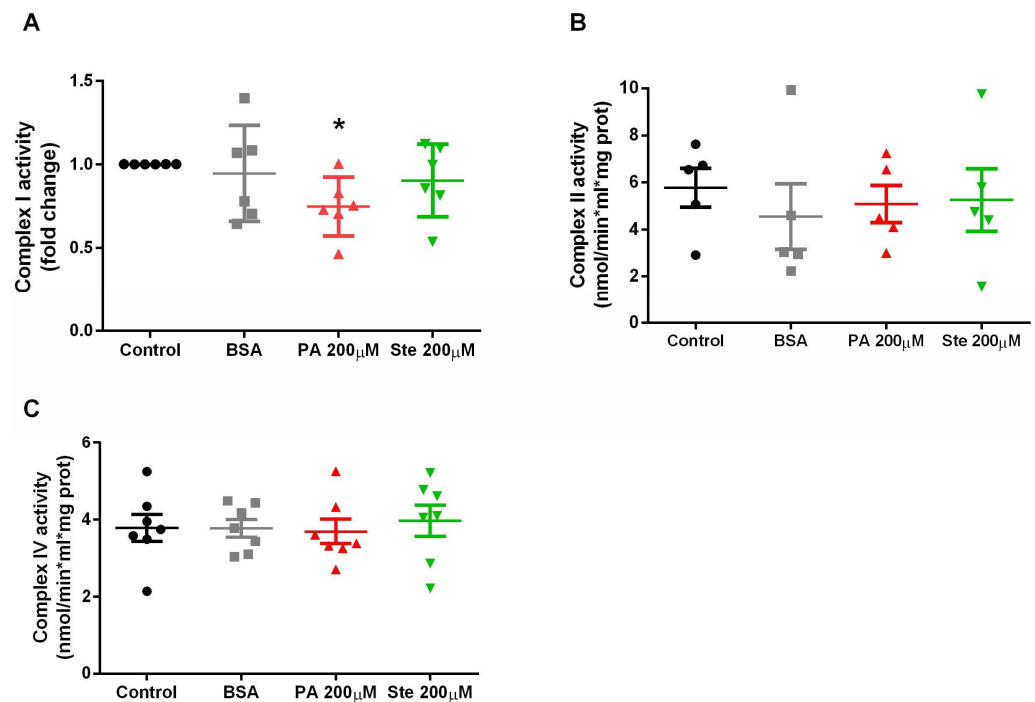 A
Complex I activity
(fold change)
1.5
1.0
0.5
0.0
*
Control BSA PA 200μM Ste 200μM
B
Complex II activity
(nmol/min*ml*mg prot)
10
8
6
4
2
0
Control BSA PA 200μM Ste 200μM
C
Complex IV activity
(nmol/min*ml*mg prot)
6
4
2
0
Control BSA PA 200μM Ste 200μM